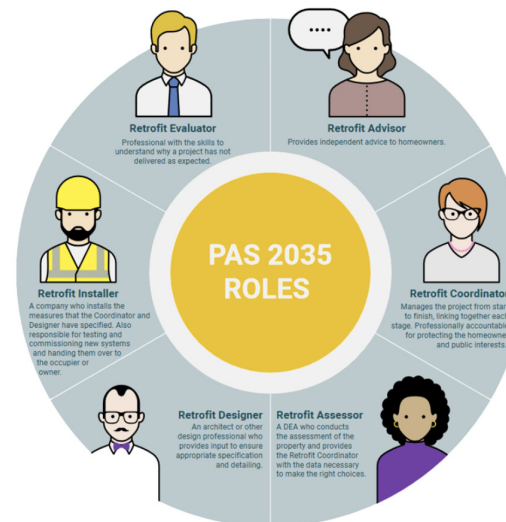 ....
Retrofit Evaluator
Professional with the skills to
understand why a project has not
delivered as expected.
Retrofit Advisor
Provides independent advice to homeowners.
PAS 2035
ROLES
Retrofit Installer
A company who installs the
measures that the Coordinator and
Designer have specified. Also
responsible for testing and
commissioning new systems
and handing them over to
the occupier or
owner.
Retrofit Coordinator
Manages the project from start
to finish, linking together each
stage. Professionally accountable
for protecting the homeowner
and public interests.
Retrofit Designer
An architect or other
design professional who
provides input to ensure
appropriate specification
and detailing.
Retrofit Assessor
A DEA who conducts
the assessment of the
property and provides
the Retrofit Coordinator
with the data necessary
to make the right choices.